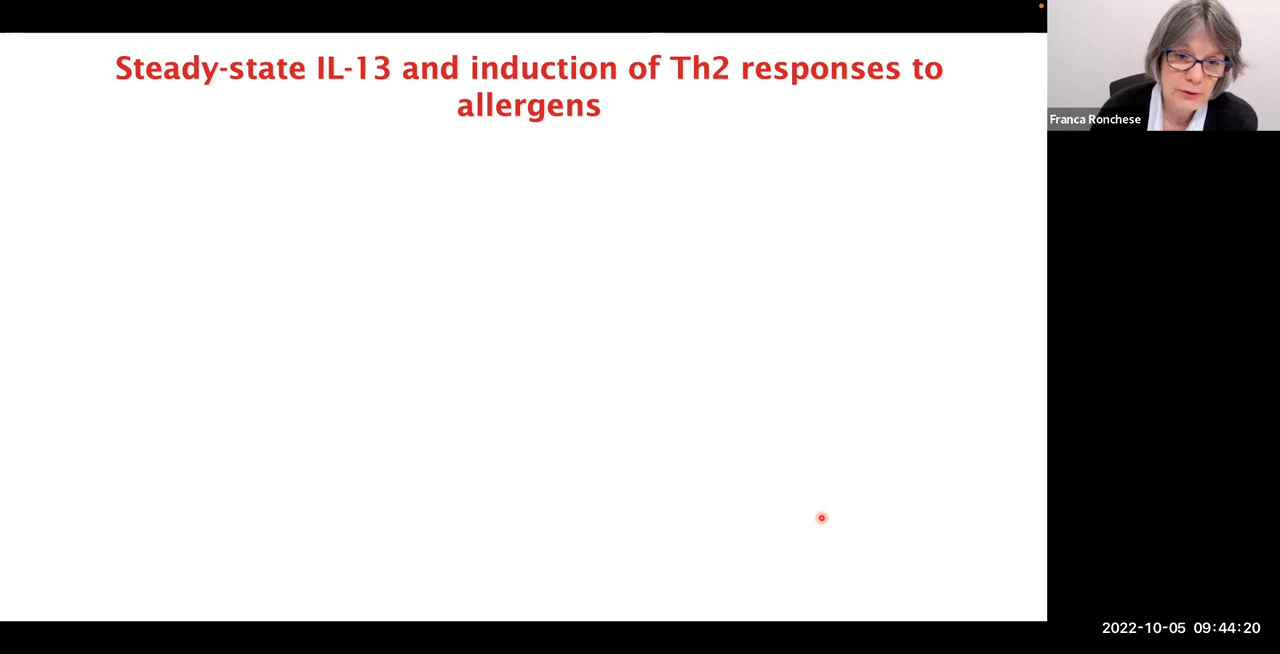 Steady-state IL-13 and induction of Th2 responses to
allergens
Franca Ronchese
2022-10-05 09:44:20